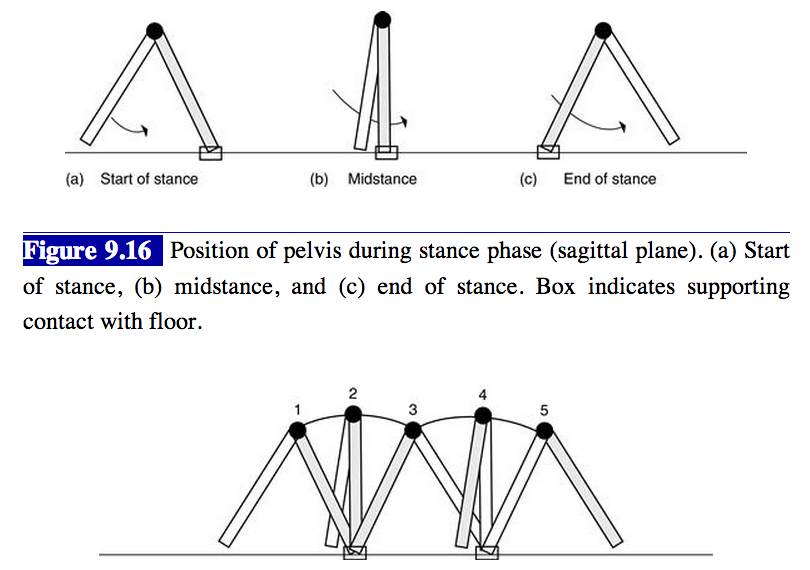 (a) Start of stance
(b) Midstance
(c) End of stance
Figure 9.16 Position of pelvis during stance phase (sagittal plane). (a) Start
of stance, (b) midstance, and (c) end of stance. Box indicates supporting
contact with floor.
1
2
3
4
5